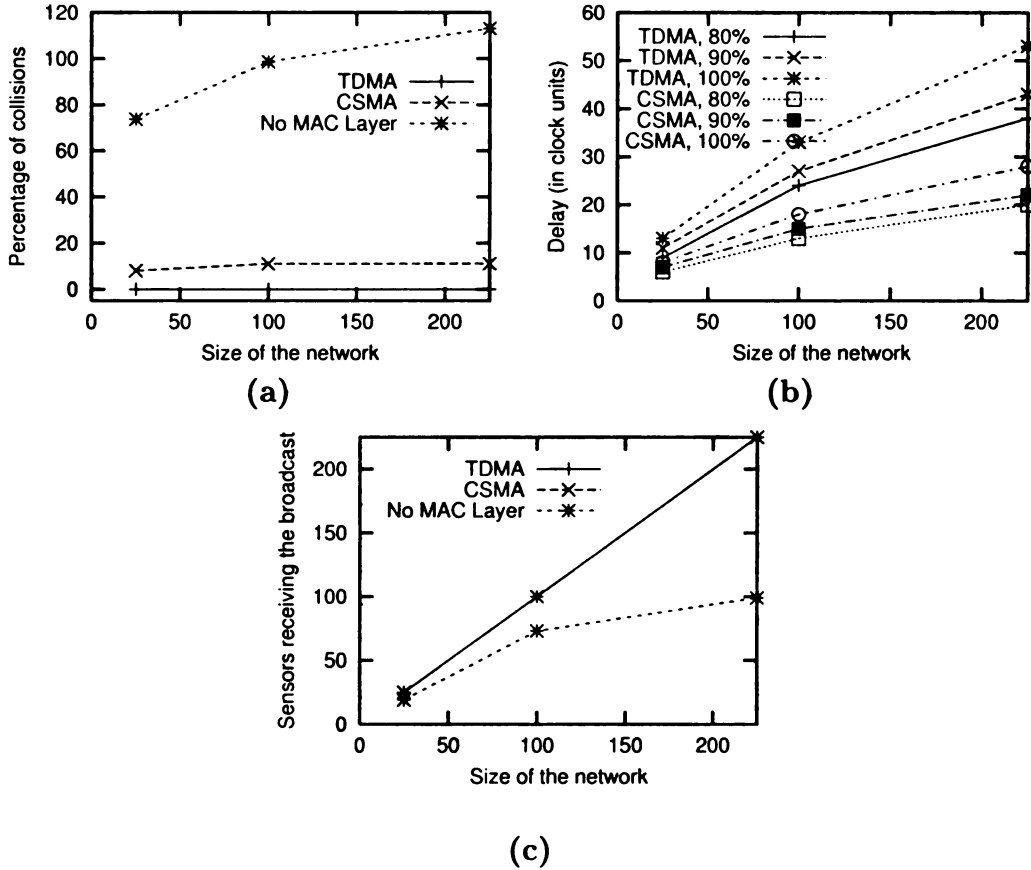 120
100
80
60
40
20
0
Percentage of collisions
TDMA
CSMA
No MAC Layer
0 50 100 150 200
Size of the network
(a)
60
50
40
30
20
10
0
Delay (in clock units)
TDMA, 80%
TDMA, 90%
TDMA, 100%
CSMA, 80%
CSMA, 90%
CSMA, 100%
0 50 100 150 200
Size of the network
(b)
200
150
100
50
0
Sensors receiving the broadcast
TDMA
CSMA
No MAC Layer
0 50 100 150 200
Size of the network
(c)